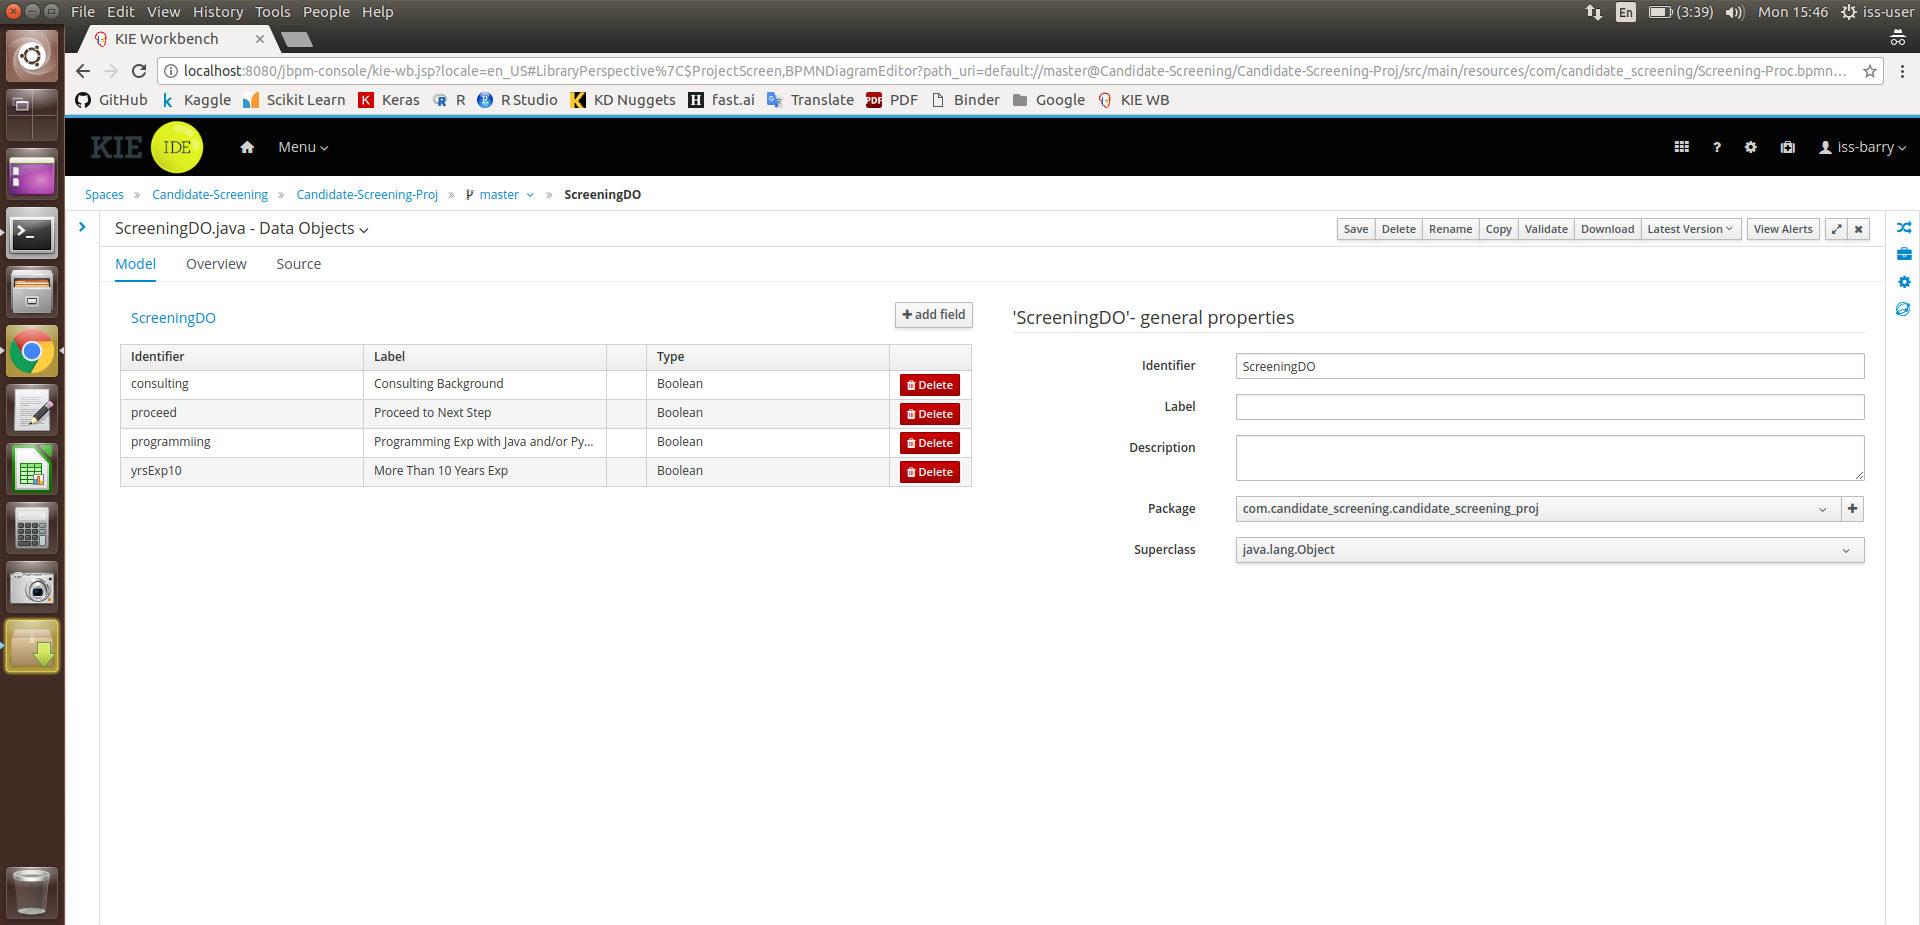 File Edit View History Tools People Help
En (3:39) Mon 15:46 iss-user
KIE Workbench
localhost:8080/jbpm-console/kie-wb.jsp?locale=en_US#LibraryPerspective%7C$ProjectScreen,BPMNDiagramEditor?path_uri=default://master@Candidate-Screening/Candidate-Screening-Proj/src/main/resources/com/candidate_screening/Screening-Proc.bpmn...
GitHub k Kaggle Scikit Learn K Keras R R R Studio K KD Nuggets H fast.ai Translate PDF PDF Binder Google KIE WB
KIE IDE Menu ? iss-barry
Spaces » Candidate-Screening » Candidate-Screening-Proj » master » ScreeningDO
ScreeningDO.java - Data Objects
Save Delete Rename Copy Validate Download Latest Version View Alerts
Model Overview Source
ScreeningDO
add field
Identifier Label Type
consulting Consulting Background Boolean Delete
proceed Proceed to Next Step Boolean Delete
programmiing Programming Exp with Java and/or Py... Boolean Delete
yrsExp10 More Than 10 Years Exp Boolean Delete
'ScreeningDO'- general properties
Identifier ScreeningDO
Label
Description
Package com.candidate_screening.candidate_screening_proj
Superclass java.lang.Object